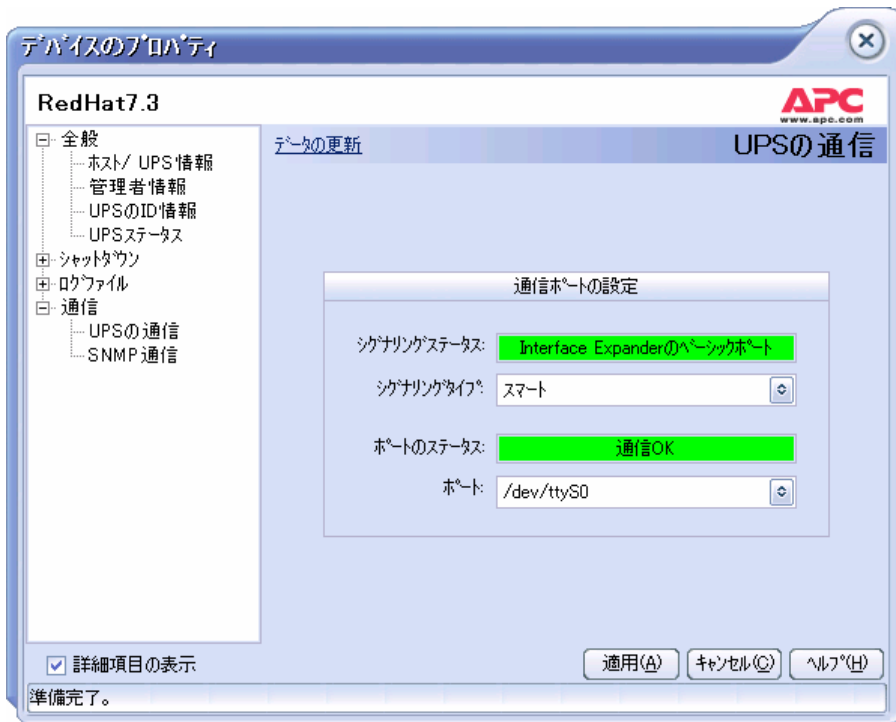 ﾃﾞﾊﾞｲｽのﾌﾟﾛﾊﾟﾃｨ
RedHat7.3
APC
www.apc.com
全般
ﾎｽﾄ/ UPS情報
管理者情報
UPSのID情報
UPSｽﾃｰﾀｽ
ｼｬｯﾄﾀﾞｳﾝ
ﾛｸﾞﾌｧｲﾙ
通信
UPSの通信
SNMP通信
ﾃﾞｰﾀの更新
UPSの通信
通信ﾎﾟｰﾄの設定
ｼｸﾞﾅﾘﾝｸﾞｽﾃｰﾀｽ:
Interface Expanderのﾍﾞｰｼｯｸﾎﾟｰﾄ
ｼｸﾞﾅﾘﾝｸﾞﾀｲﾌﾟ:
ｽﾏｰﾄ
ﾎﾟｰﾄのｽﾃｰﾀｽ:
通信OK
ﾎﾟｰﾄ:
/dev/ttyS0
詳細項目の表示
適用(A)
ｷｬﾝｾﾙ(C)
ﾍﾙﾌﾟ(H)
準備完了。